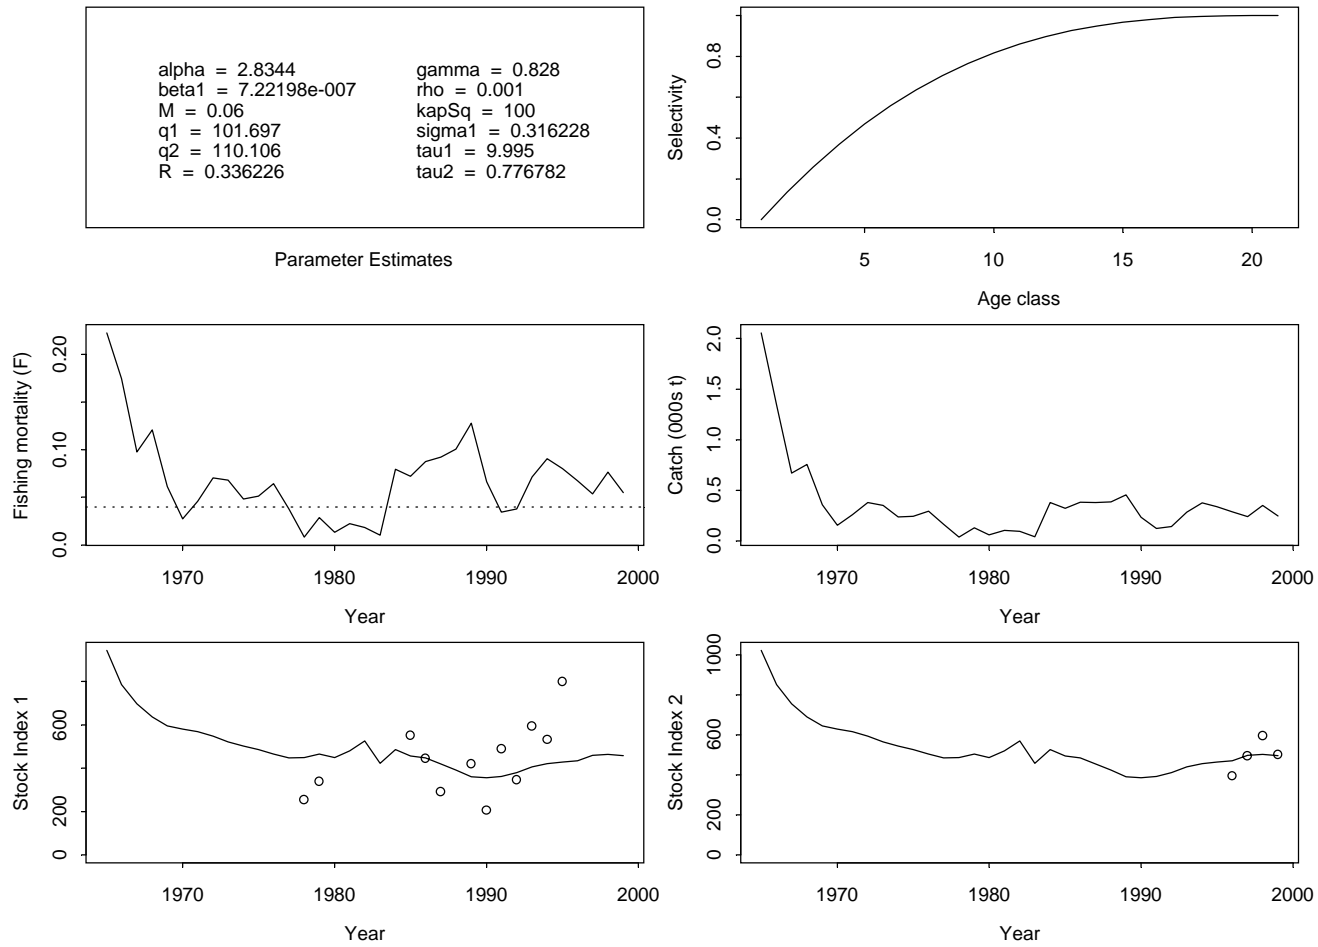 alpha = 2.8344
beta1 = 7.22198e-007
M = 0.06
q1 = 101.697
q2 = 110.106
R = 0.336226
gamma = 0.828
rho = 0.001
kapSq = 100
sigma1 = 0.316228
tau1 = 9.995
tau2 = 0.776782
Parameter Estimates
Selectivity
0.0 0.4 0.8
5 10 15 20
Age class
Fishing mortality (F)
0.0 0.10 0.20
1970 1980 1990 2000
Year
Catch (000s t)
0.0 0.5 1.0 1.5 2.0
1970 1980 1990 2000
Year
Stock Index 1
0 200 400 600
1970 1980 1990 2000
Year
Stock Index 2
0 200 400 600 1000
1970 1980 1990 2000
Year